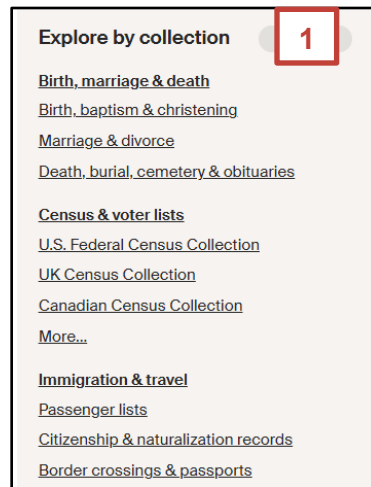 Explore by collection 1
Birth, marriage & death
Birth, baptism & christening
Marriage & divorce
Death, burial, cemetery & obituaries
Census & voter lists
U.S. Federal Census Collection
UK Census Collection
Canadian Census Collection
More...
Immigration & travel
Passenger lists
Citizenship & naturalization records
Border crossings & passports